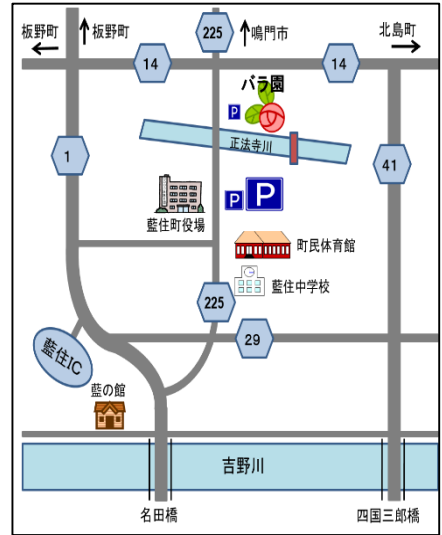 板野町
板野町
225
鳴門市
北島町
14
14
バラ園
P
正法寺川
1
41
藍住町役場
P
P
町民体育館
藍住中学校
225
29
藍住IC
藍の館
吉野川
名田橋
四国三郎橋